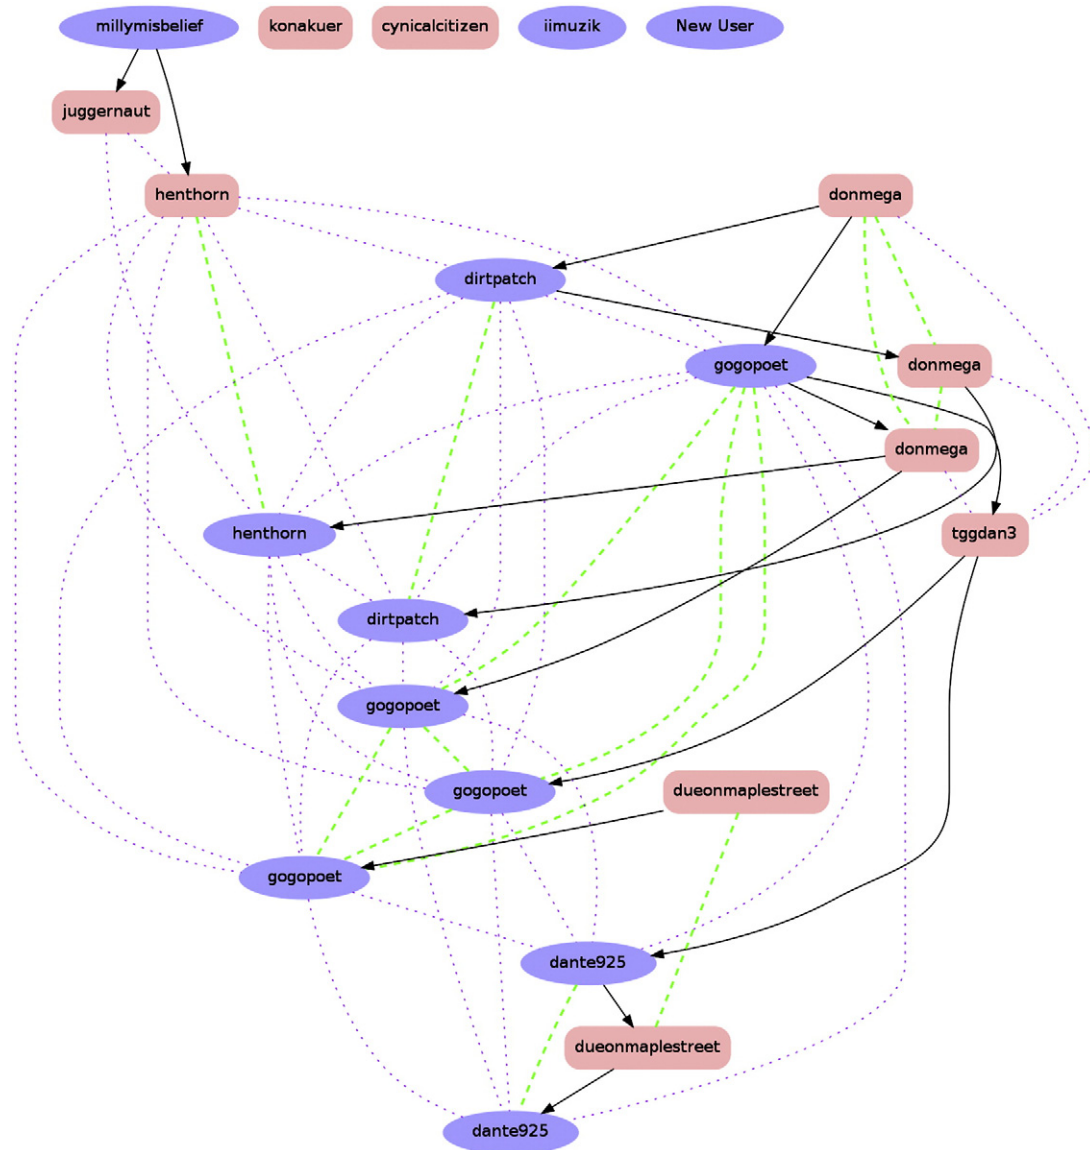 millymisbelief
konakuer
cynicalcitizen
iimuzik
New User
juggernaut
henthorn
donmega
dirtpatch
gogopoet
donmega
donmega
henthorn
tggdan3
dirtpatch
gogopoet
gogopoet
dueonmaplestreet
gogopoet
dante925
dueonmaplestreet
dante925